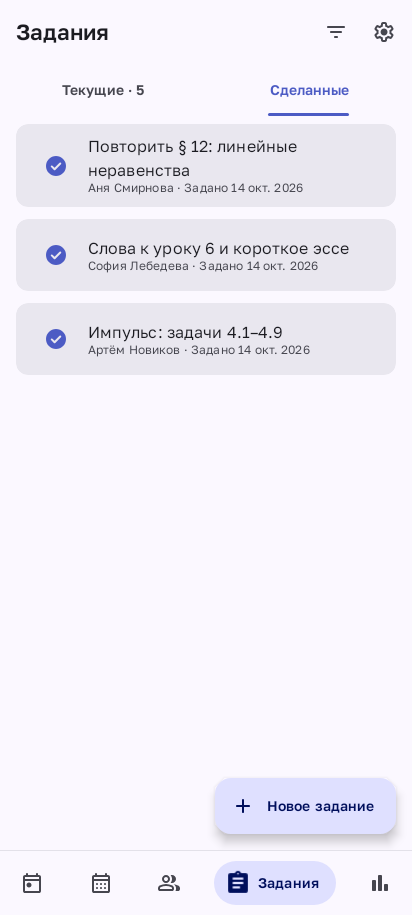 Задания
Текущие · 5
Сделанные
Повторить § 12: линейные
неравенства
Аня Смирнова · Задано 14 окт. 2026
Слова к уроку 6 и короткое эссе
София Лебедева · Задано 14 окт. 2026
Импульс: задачи 4.1–4.9
Артём Новиков · Задано 14 окт. 2026
Новое задание
Задания